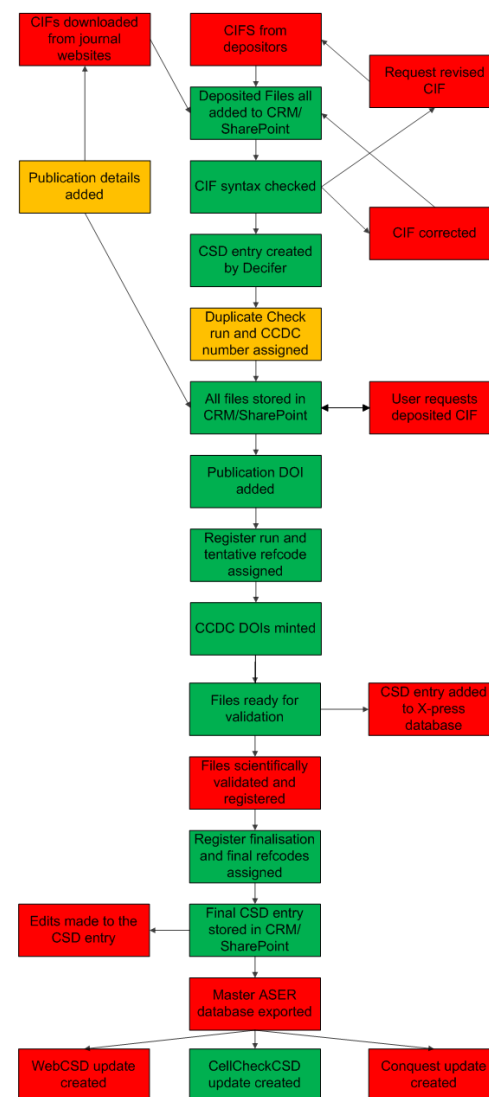 CIFs downloaded
from journal
websites
CIFS from
depositors
Request revised
CIF
Deposited Files all
added to CRM/
SharePoint
Publication details
added
CIF syntax checked
CIF corrected
CSD entry created
by Decifer
Duplicate Check
run and CCDC
number assigned
All files stored in
CRM/SharePoint
User requests
deposited CIF
Publication DOI
added
Register run and
tentative refcode
assigned
CCDC DOIs minted
Files ready for
validation
CSD entry added
to X-press
database
Files scientifically
validated and
registered
Register finalisation
and final refcodes
assigned
Edits made to the
CSD entry
Final CSD entry
stored in CRM/
SharePoint
Master ASER
database exported
WebCSD update
created
CellCheckCSD
update created
Conquest update
created